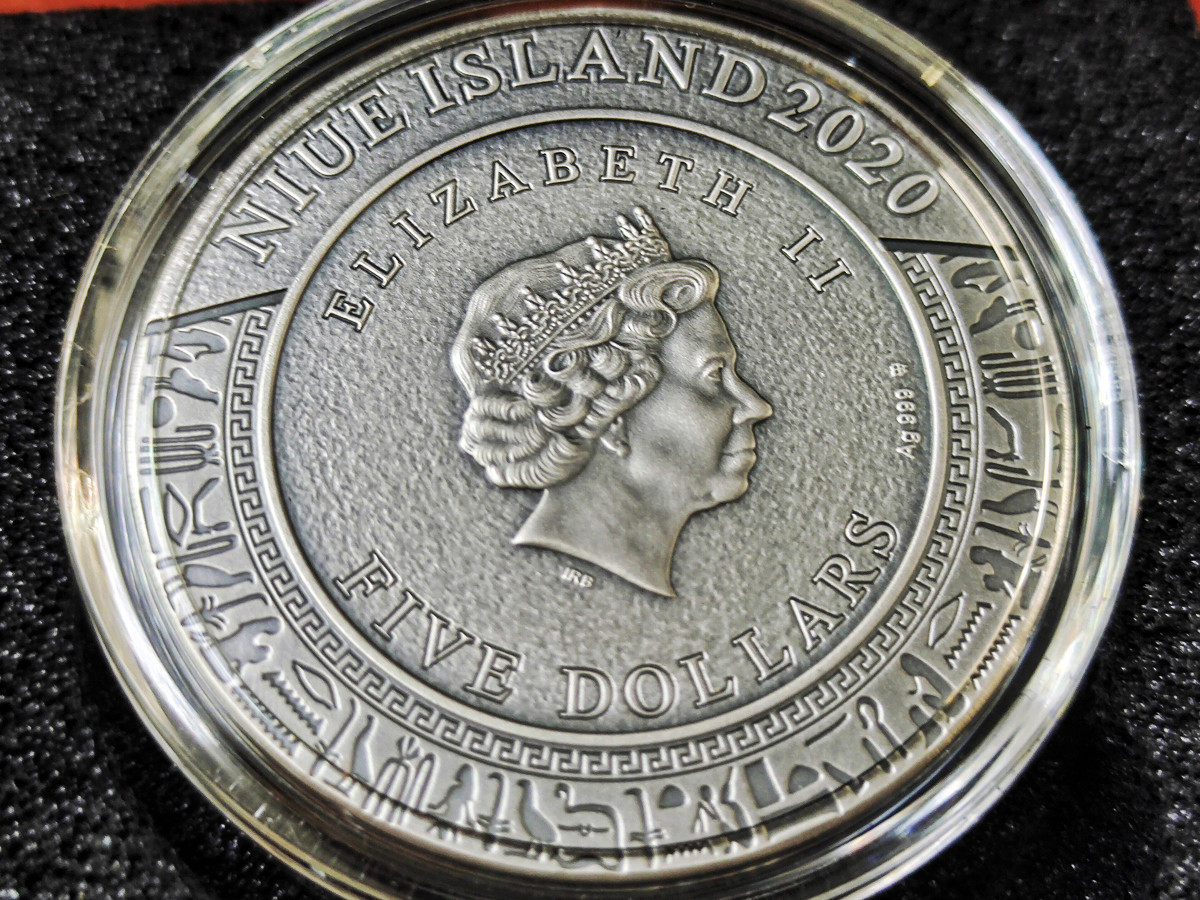 NIUE ISLAND 2020
ELIZABETH II
Ag 999
IRB
FIVE DOLLARS